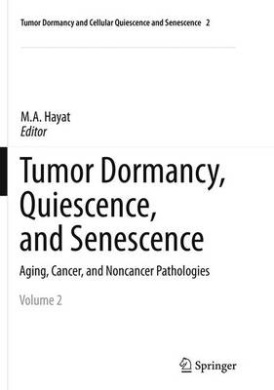 Tumor Dormancy and Cellular Quiescence and Senescence 2
M.A. Hayat
Editor
Tumor Dormancy,
Quiescence,
and Senescence
Aging, Cancer, and Noncancer Pathologies
Volume 2
Springer